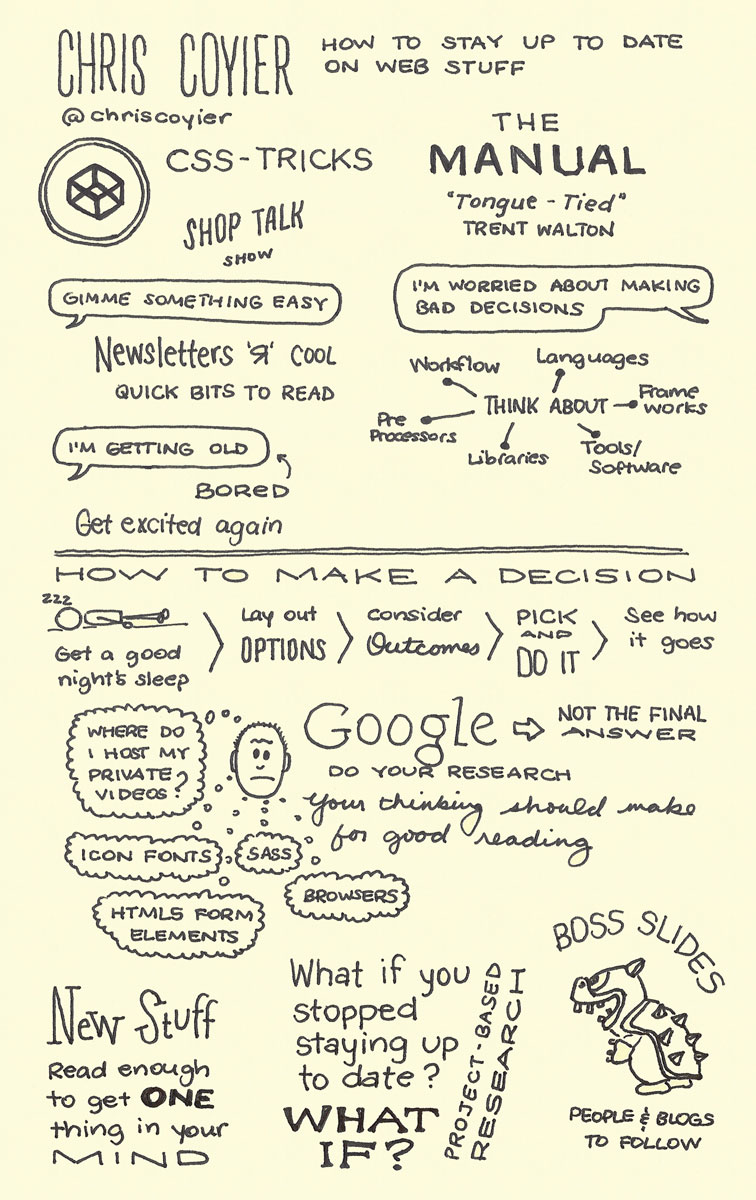 CHRIS COYIER
HOW TO STAY UP TO DATE
ON WEB STUFF
@chriscoyier
CSS-TRICKS
SHOP TALK
SHOW
THE
MANUAL
"Tongue-Tied"
TRENT WALTON
GIMME SOMETHING EASY
Newsletters 'Я' COOL
QUICK BITS TO READ
I'M GETTING OLD
BORED
Get excited again
I'M WORRIED ABOUT MAKING
BAD DECISIONS
Workflow
Languages
THINK ABOUT
Frame
works
Pre
Processors
Libraries
Tools/
Software
HOW TO MAKE A DECISION
zzz
Get a good
night's sleep
Lay out
OPTIONS
consider
Outcomes
PICK
AND
DO IT
See how
it goes
WHERE DO
I HOST MY
PRIVATE
VIDEOS?
ICON FONTS
SASS
BROWSERS
HTML5 FORM
ELEMENTS
Google
NOT THE FINAL
ANSWER
DO YOUR RESEARCH
Your thinking should make
for good reading
New Stuff
Read enough
to get ONE
thing in your
MIND
What if you
stopped
staying up
to date?
WHAT
IF?
PROJECT-BASED
RESEARCH
BOSS SLIDES
PEOPLE & BLOGS
TO FOLLOW